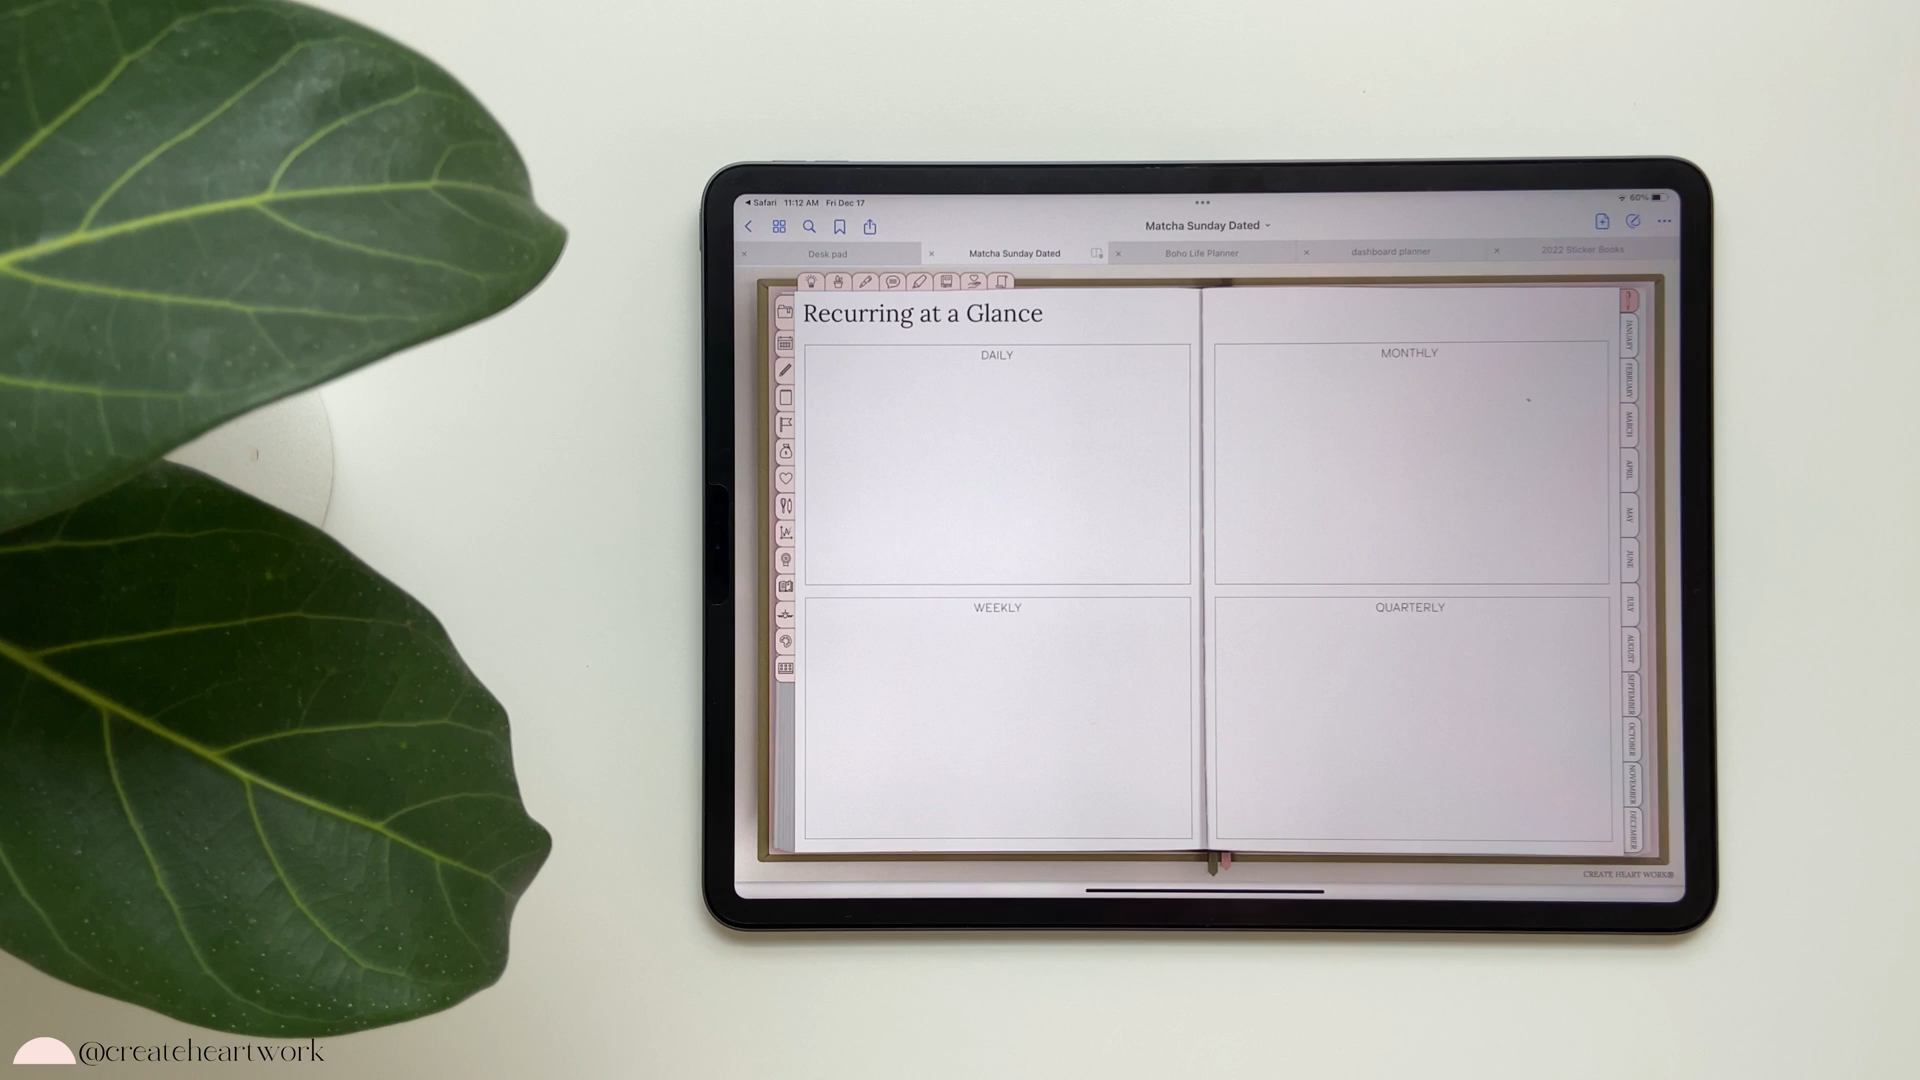 Safari 11:12 AM Fri Dec 17
60%
Matcha Sunday Dated
Desk pad
Matcha Sunday Dated
Boho Life Planner
dashboard planner
2022 Sticker Books
Recurring at a Glance
DAILY
MONTHLY
WEEKLY
QUARTERLY
JANUARY
FEBRUARY
MARCH
APRIL
MAY
JUNE
JULY
AUGUST
SEPTEMBER
OCTOBER
NOVEMBER
DECEMBER
CREATE HEART WORK®
@createheartwork